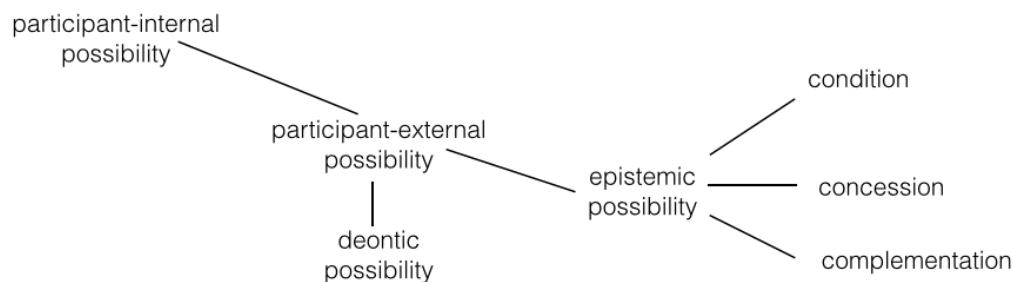 participant-internal
possibility
participant-external
possibility
deontic
possibility
epistemic
possibility
condition
concession
complementation